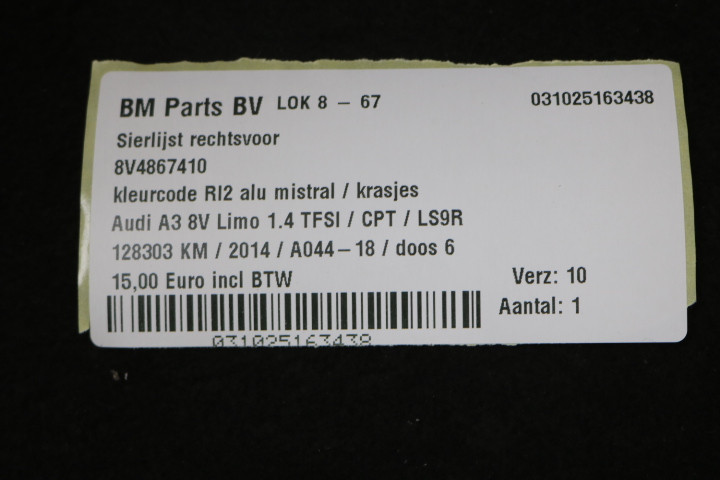 BM Parts BV LOK 8 – 67 031025163438
Sierlijst rechtsvoor
8V4867410
kleurcode RI2 alu mistral / krasjes
Audi A3 8V Limo 1.4 TFSI / CPT / LS9R
128303 KM / 2014 / A044–18 / doos 6
15,00 Euro incl BTW Verz: 10
Aantal: 1
031025163438